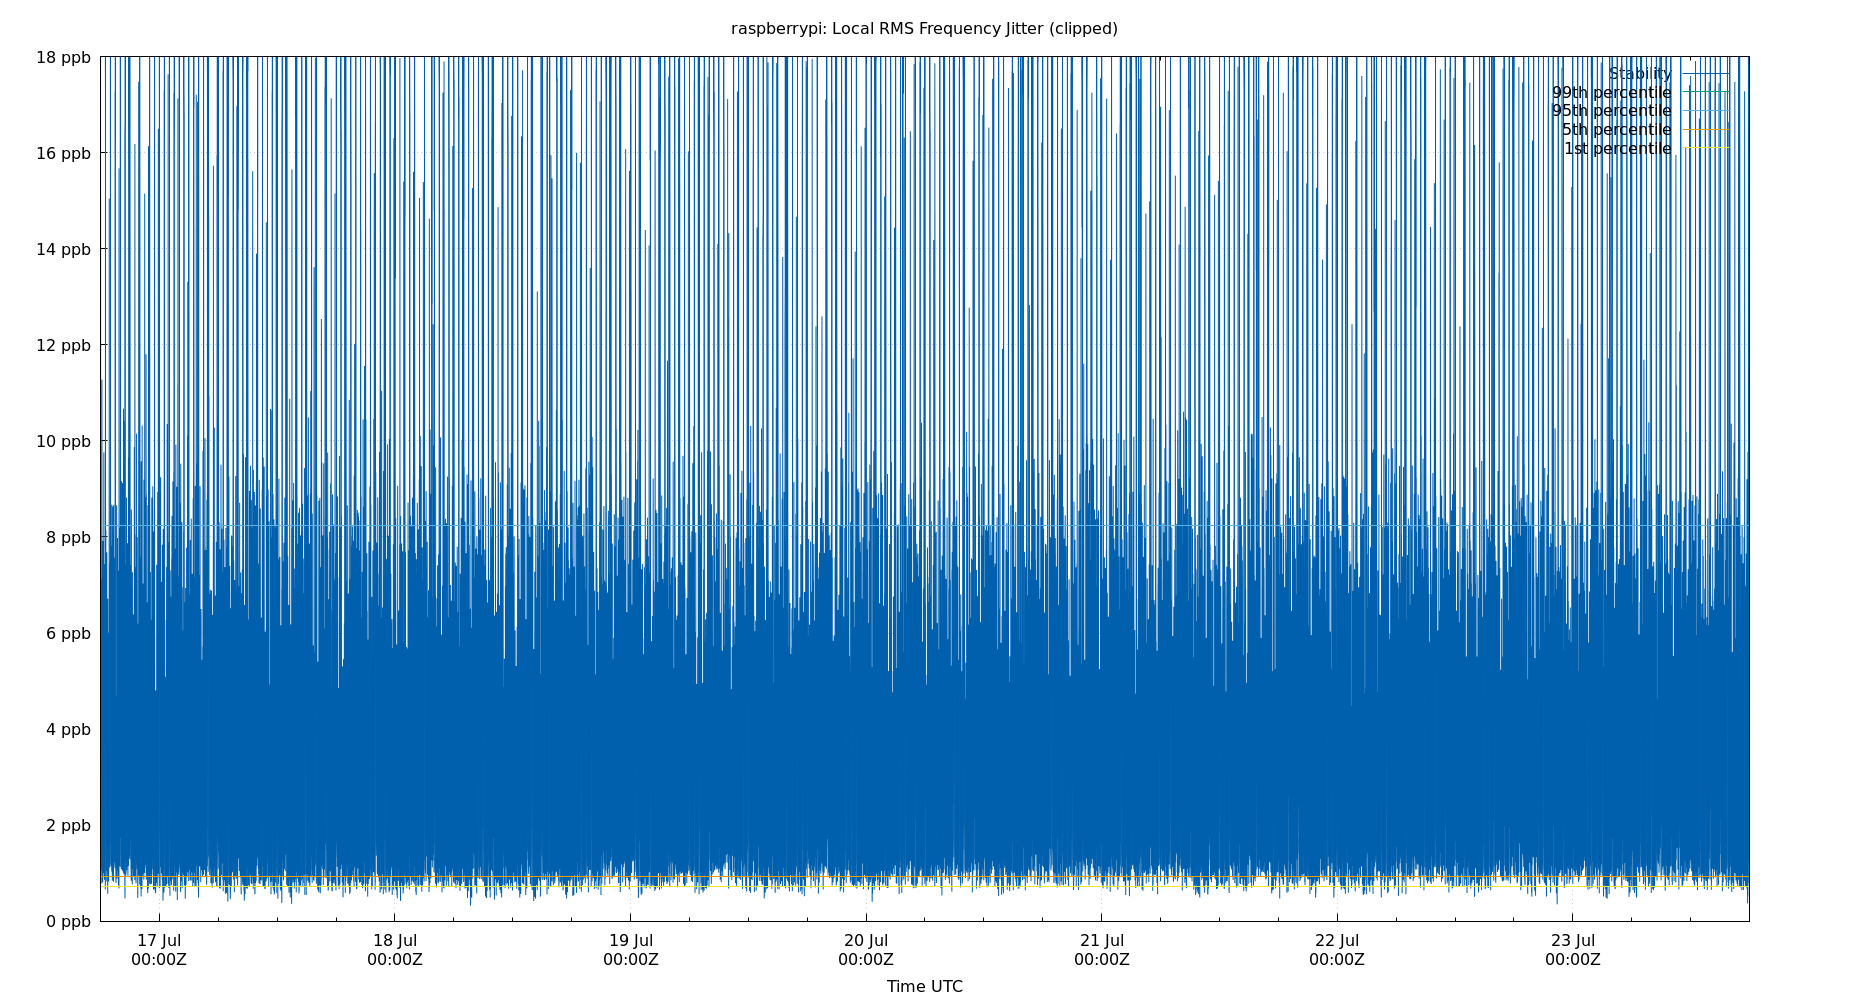 raspberrypi: Local RMS Frequency Jitter (clipped)
18 ppb
16 ppb
14 ppb
12 ppb
10 ppb
8 ppb
6 ppb
4 ppb
2 ppb
0 ppb
Stability
99th percentile
95th percentile
5th percentile
1st percentile
17 Jul
00:00Z
18 Jul
00:00Z
19 Jul
00:00Z
20 Jul
00:00Z
21 Jul
00:00Z
22 Jul
00:00Z
23 Jul
00:00Z
Time UTC